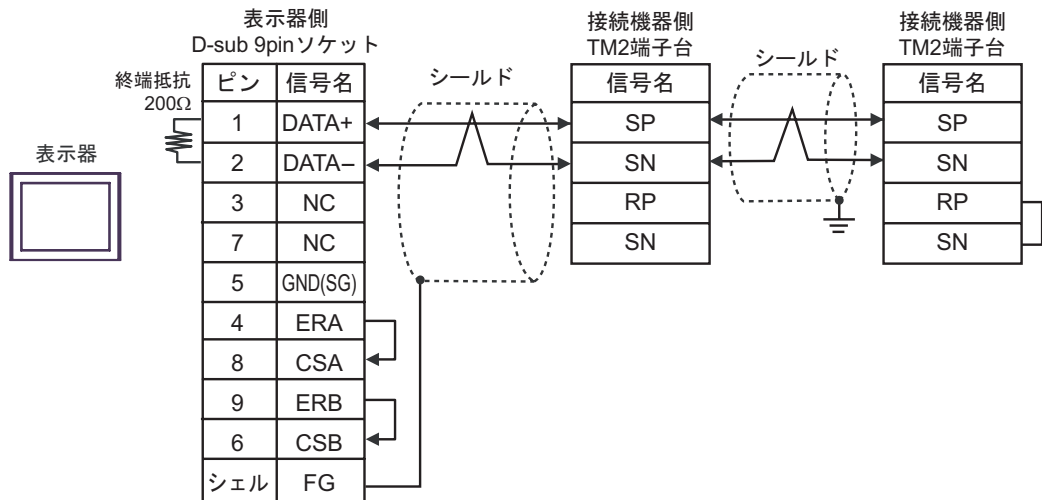 表示器側
D-sub 9pinソケット
接続機器側
TM2端子台
接続機器側
TM2端子台
終端抵抗
200Ω
シールド
シールド
表示器
ピン 信号名
1 DATA+
2 DATA−
3 NC
7 NC
5 GND(SG)
4 ERA
8 CSA
9 ERB
6 CSB
シェル FG
信号名
SP
SN
RP
SN
信号名
SP
SN
RP
SN